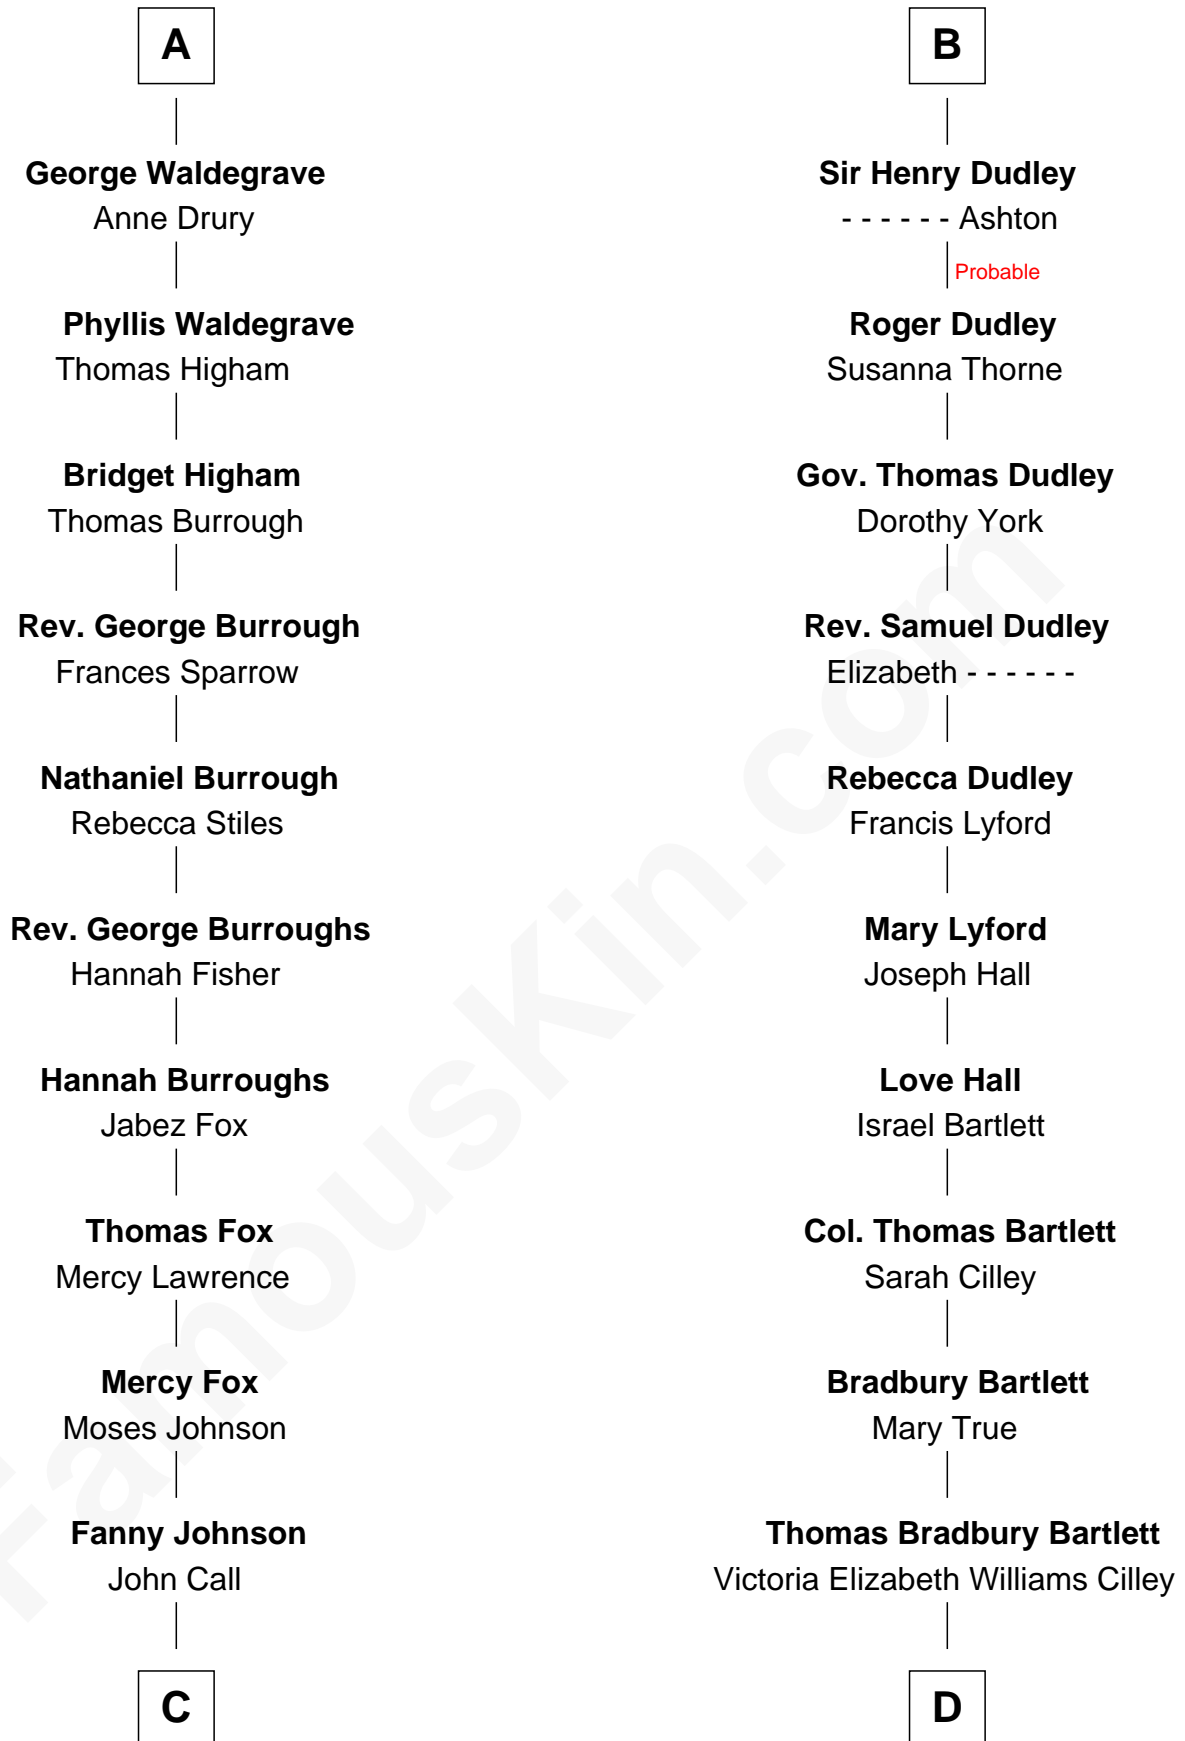 A
George Waldegrave
Anne Drury
Phyllis Waldegrave
Thomas Higham
Bridget Higham
Thomas Burrough
Rev. George Burrough
Frances Sparrow
Nathaniel Burrough
Rebecca Stiles
Rev. George Burroughs
Hannah Fisher
Hannah Burroughs
Jabez Fox
Thomas Fox
Mercy Lawrence
Mercy Fox
Moses Johnson
Fanny Johnson
John Call
C
B
Sir Henry Dudley
- - - - - - Ashton
Probable
Roger Dudley
Susanna Thorne
Gov. Thomas Dudley
Dorothy York
Rev. Samuel Dudley
Elizabeth - - - - - -
Rebecca Dudley
Francis Lyford
Mary Lyford
Joseph Hall
Love Hall
Israel Bartlett
Col. Thomas Bartlett
Sarah Cilley
Bradbury Bartlett
Mary True
Thomas Bradbury Bartlett
Victoria Elizabeth Williams Cilley
D
FamousKin.com